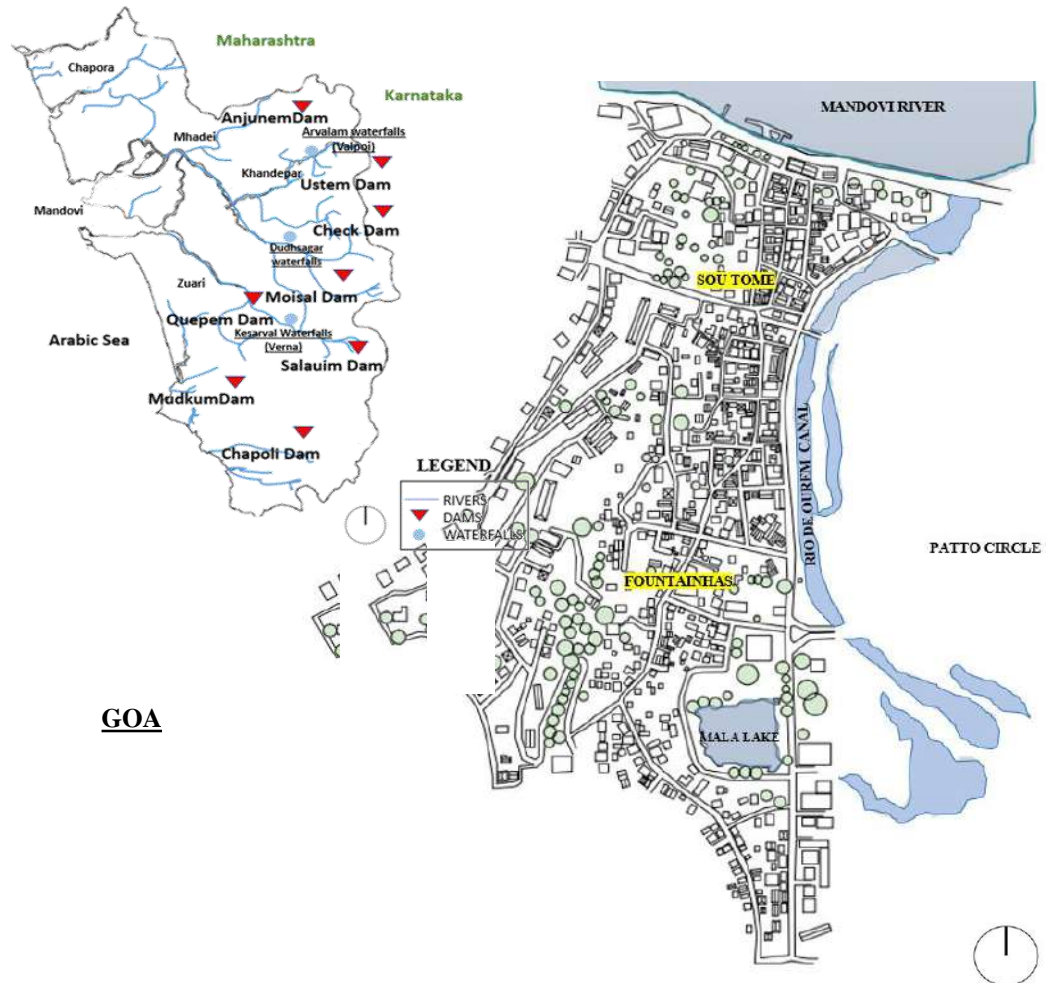 Maharashtra
Chapora
Karnataka
AnjunemDam
Arvalam waterfalls
(Valpoi)
Mhadei
Khandepar
Ustem Dam
Mandovi
Check Dam
Dudhsagar
waterfalls
Zuari
Moisal Dam
Quepem Dam
Kesarval Waterfalls
(Verna)
Arabic Sea
Salauim Dam
MudkumDam
Chapoli Dam
LEGEND
RIVERS
DAMS
WATERFALLS
GOA
MANDOVI RIVER
SOU TOME
RIO DE OUREM CANAL
PATTO CIRCLE
FOUNTAINHAS
MALA LAKE